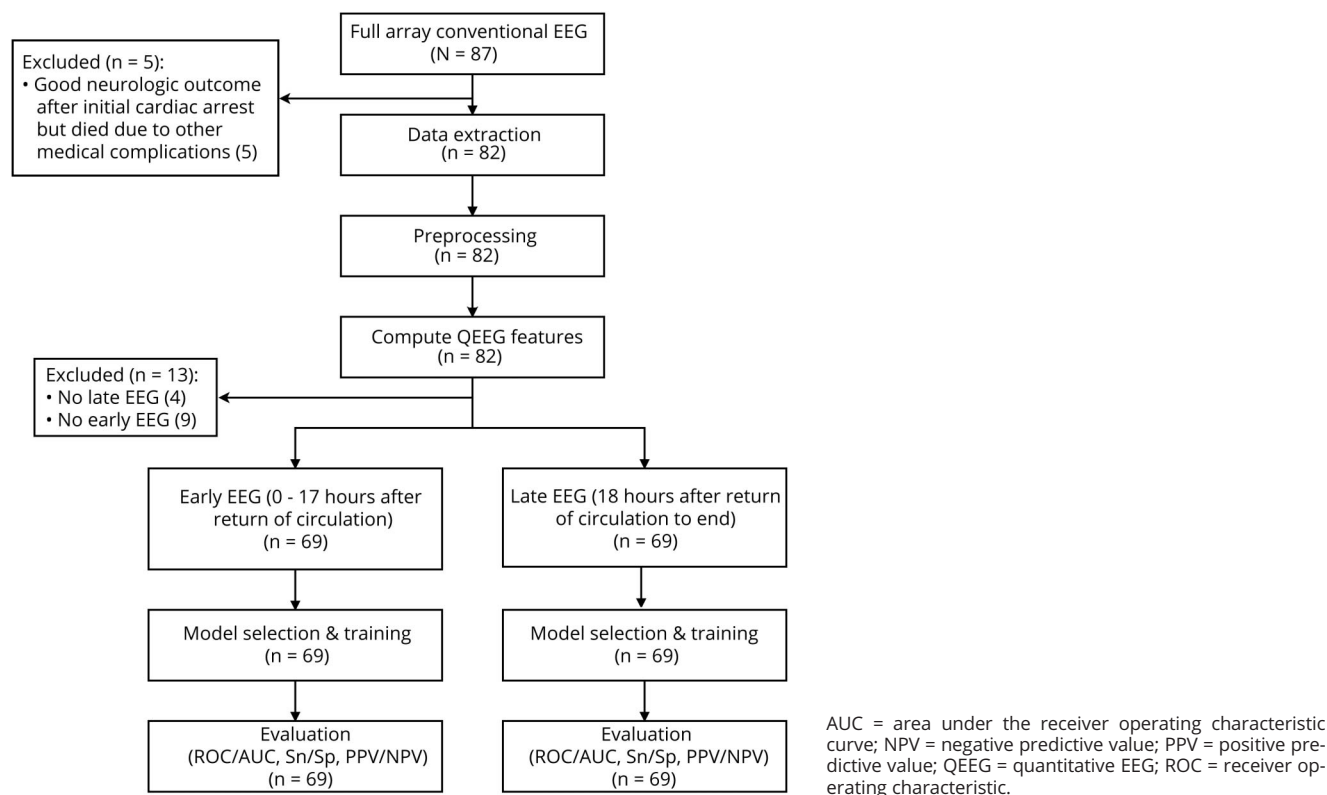 Full array conventional EEG
(N = 87)
Excluded (n = 5):
• Good neurologic outcome
after initial cardiac arrest
but died due to other
medical complications (5)
Data extraction
(n = 82)
Preprocessing
(n = 82)
Compute QEEG features
(n = 82)
Excluded (n = 13):
• No late EEG (4)
• No early EEG (9)
Early EEG (0 - 17 hours after
return of circulation)
(n = 69)
Late EEG (18 hours after return
of circulation to end)
(n = 69)
Model selection & training
(n = 69)
Model selection & training
(n = 69)
Evaluation
(ROC/AUC, Sn/Sp, PPV/NPV)
(n = 69)
Evaluation
(ROC/AUC, Sn/Sp, PPV/NPV)
(n = 69)
AUC = area under the receiver operating characteristic
curve; NPV = negative predictive value; PPV = positive pre-
dictive value; QEEG = quantitative EEG; ROC = receiver op-
erating characteristic.